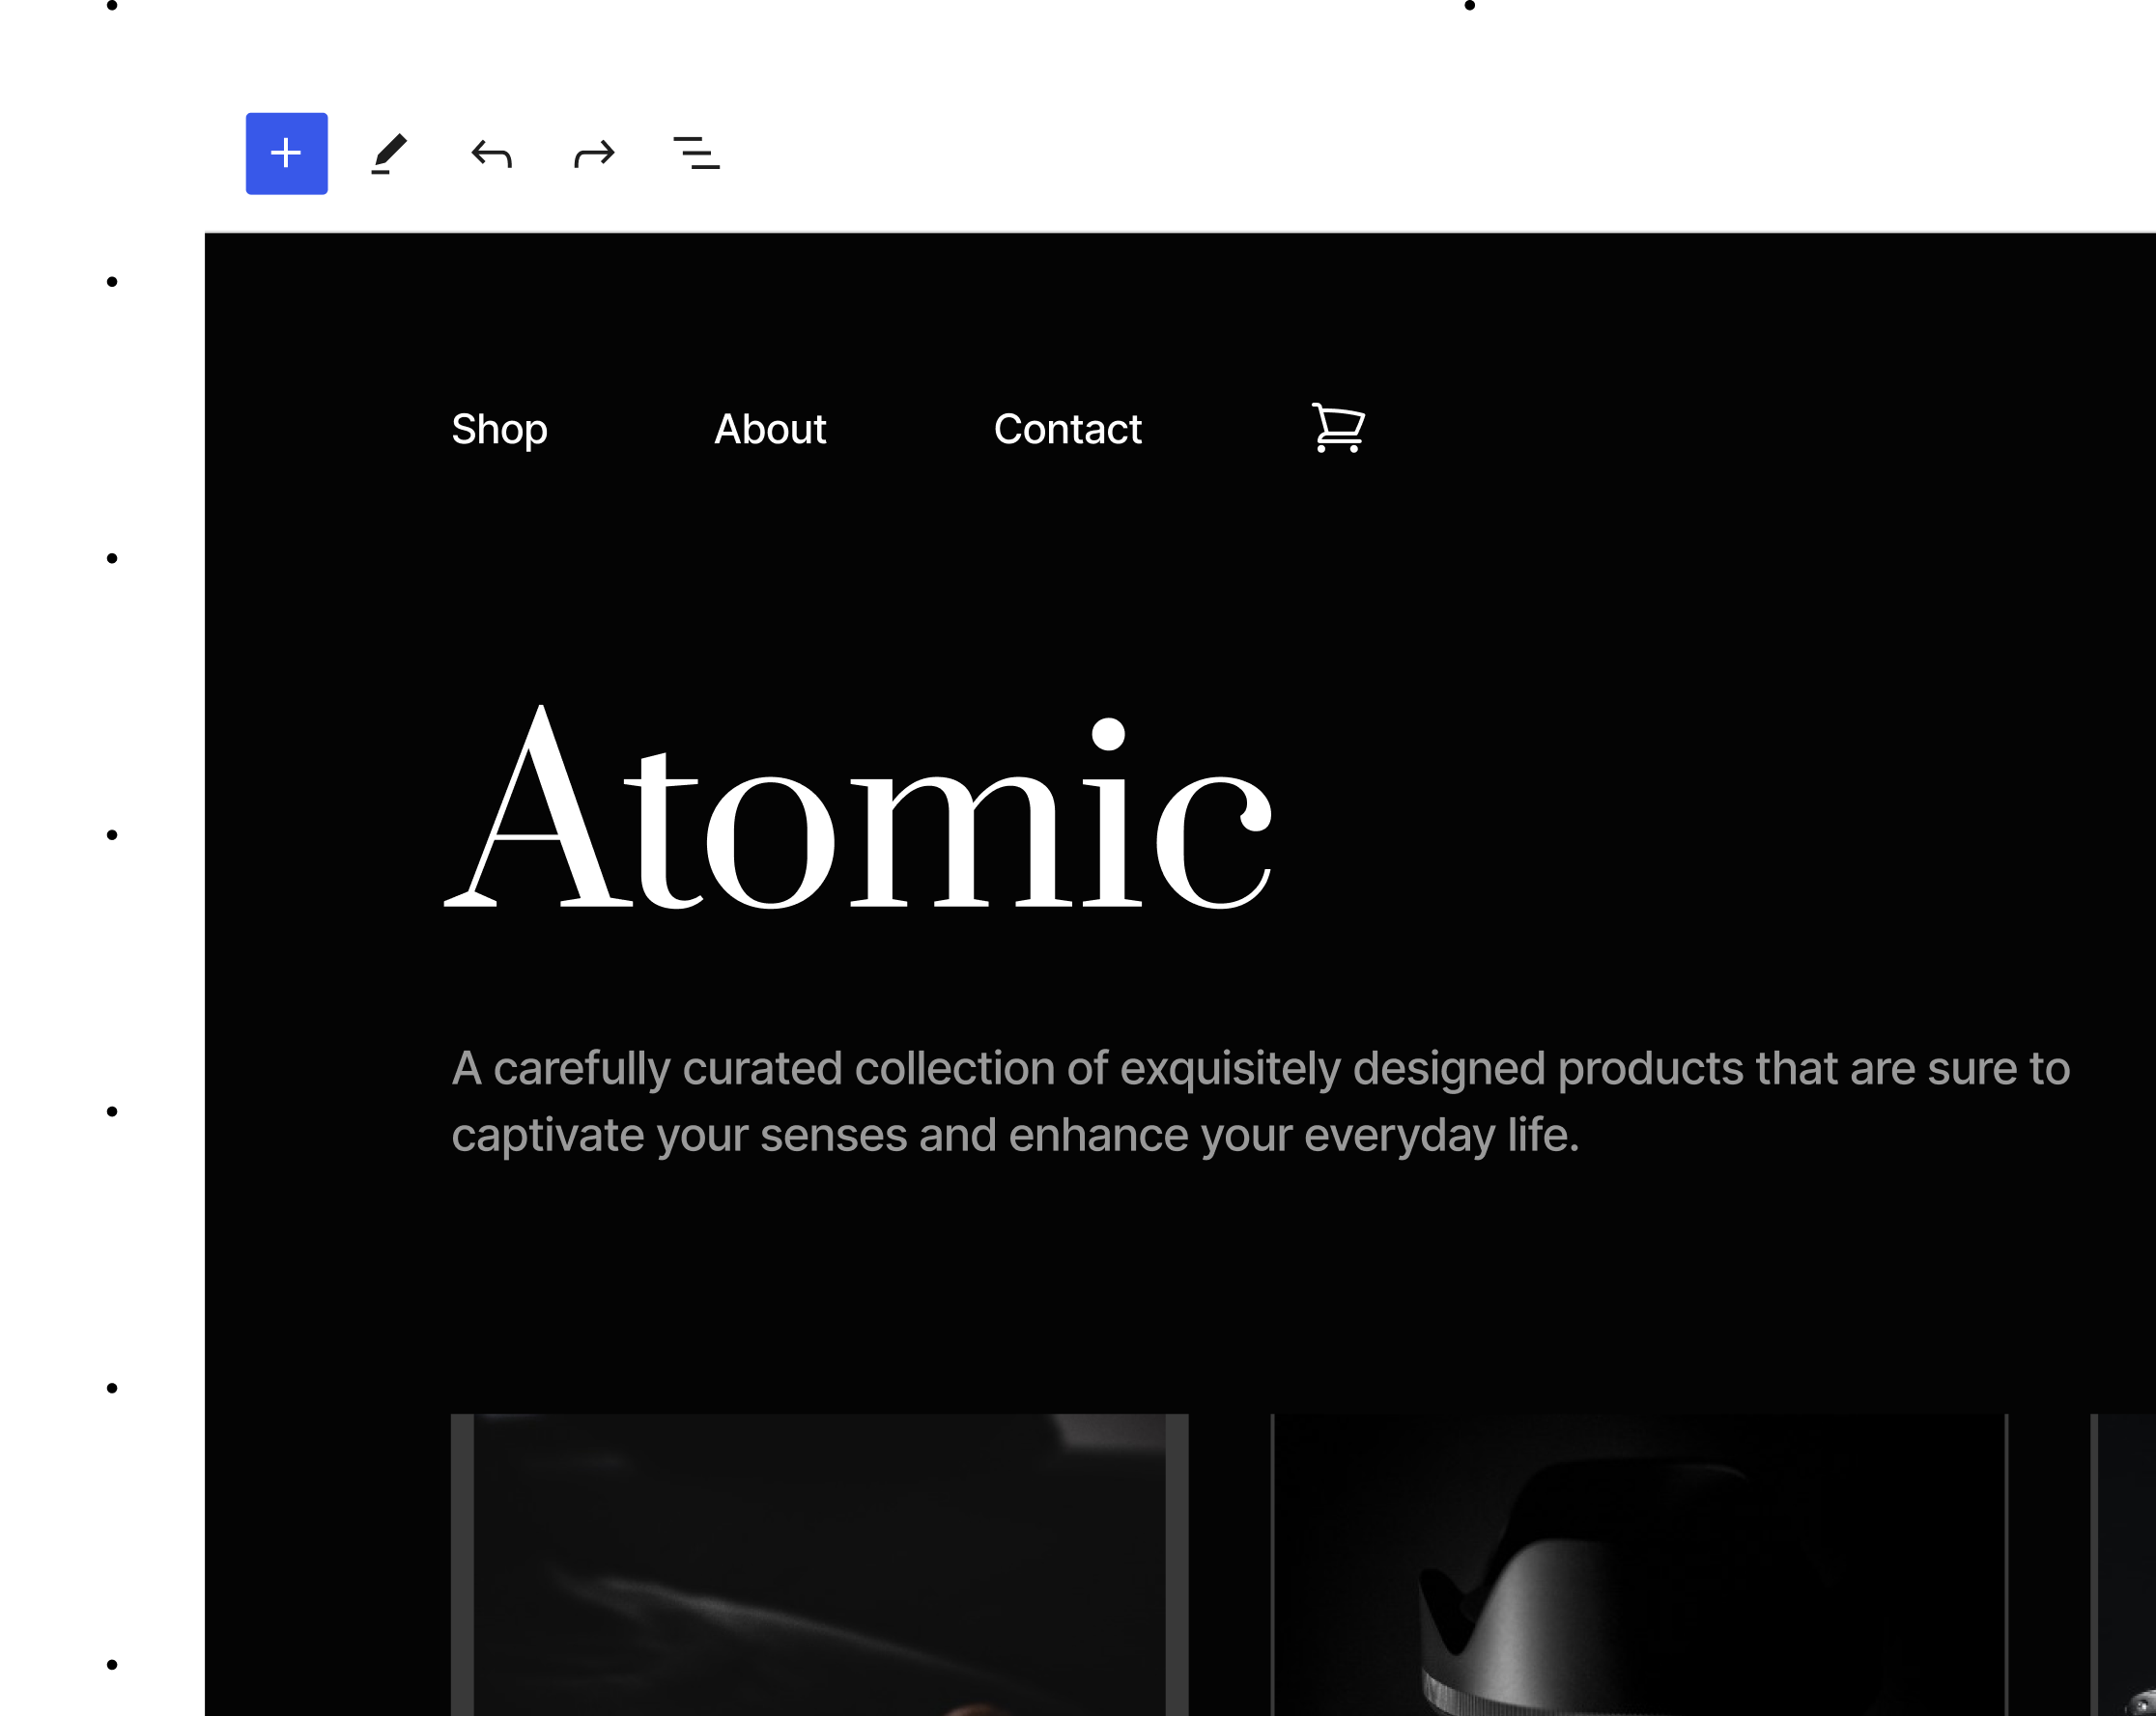 Shop About Contact
Atomic
A carefully curated collection of exquisitely designed products that are sure to
captivate your senses and enhance your everyday life.